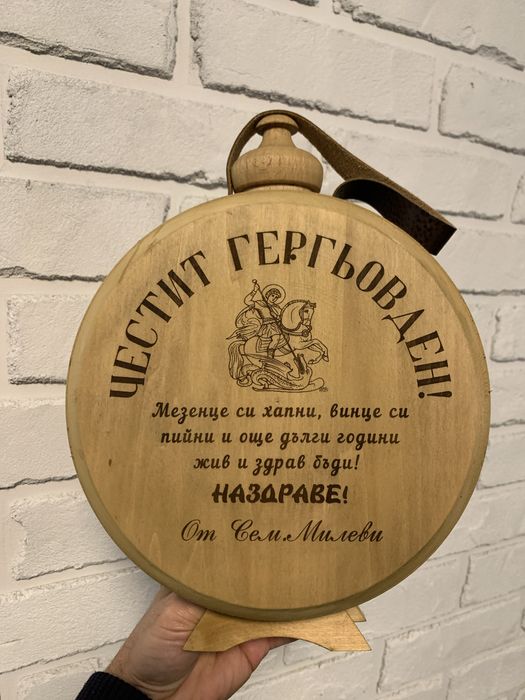 ЧЕСТИТ ГЕРГЬОВДЕН!
Мезенце си хапни, винце си
пийни и още дълги години
жив и здрав бъди!
НАЗДРАВЕ!
От Сем.Милеви